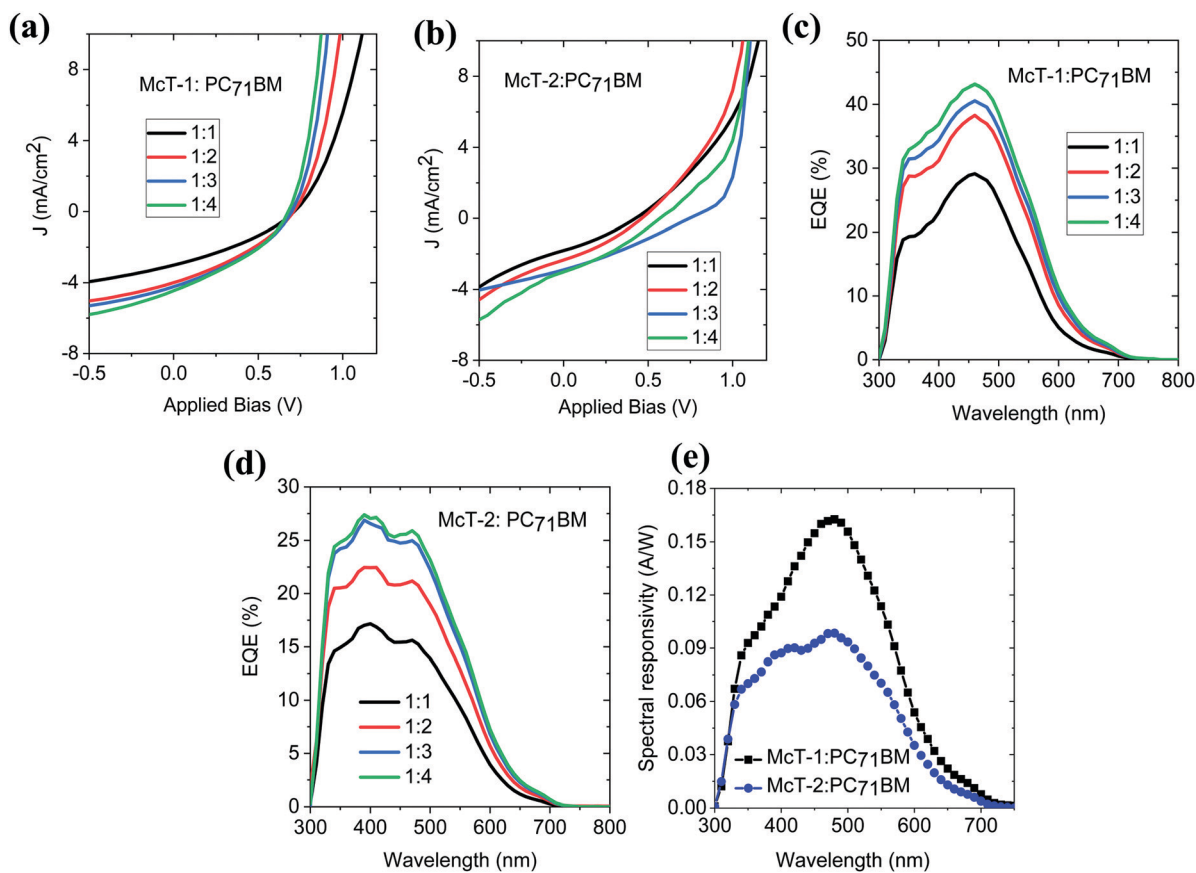 (a)
J (mA/cm²)
8
4
0
-4
-8
McT-1: PC₇₁BM
1:1
1:2
1:3
1:4
-0.5 0.0 0.5 1.0
Applied Bias (V)
(b)
J (mA/cm²)
8
4
0
-4
-8
McT-2:PC₇₁BM
1:1
1:2
1:3
1:4
-0.5 0.0 0.5 1.0
Applied Bias (V)
(c)
EQE (%)
50
40
30
20
10
0
McT-1:PC₇₁BM
1:1
1:2
1:3
1:4
300 400 500 600 700 800
Wavelength (nm)
(d)
EQE (%)
30
25
20
15
10
5
0
McT-2: PC₇₁BM
1:1
1:2
1:3
1:4
300 400 500 600 700 800
Wavelength (nm)
(e)
Spectral responsivity (A/W)
0.18
0.15
0.12
0.09
0.06
0.03
0.00
McT-1:PC₇₁BM
McT-2:PC₇₁BM
300 400 500 600 700
Wavelength (nm)